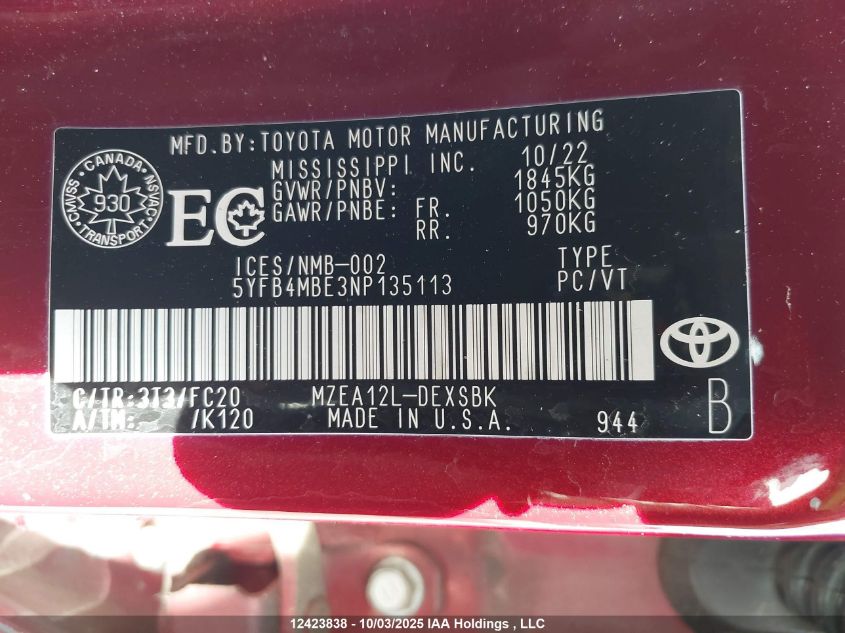 MFD.BY:TOYOTA MOTOR MANUFACTURING
MISSISSIPPI INC. 10/22
GVWR/PNBV: 1845KG
GAWR/PNBE: FR. 1050KG
RR. 970KG
CANADA
CMVSS
NSVAC
930
TRANSPORT
EC
ICES/NMB-002 TYPE
5YFB4MBE3NP135113 PC/VT
C/TR:3T3/FC20 MZEA12L-DEXSBK
A/TM:- /K120 MADE IN U.S.A. 944 B
12423838 - 10/03/2025 IAA Holdings , LLC